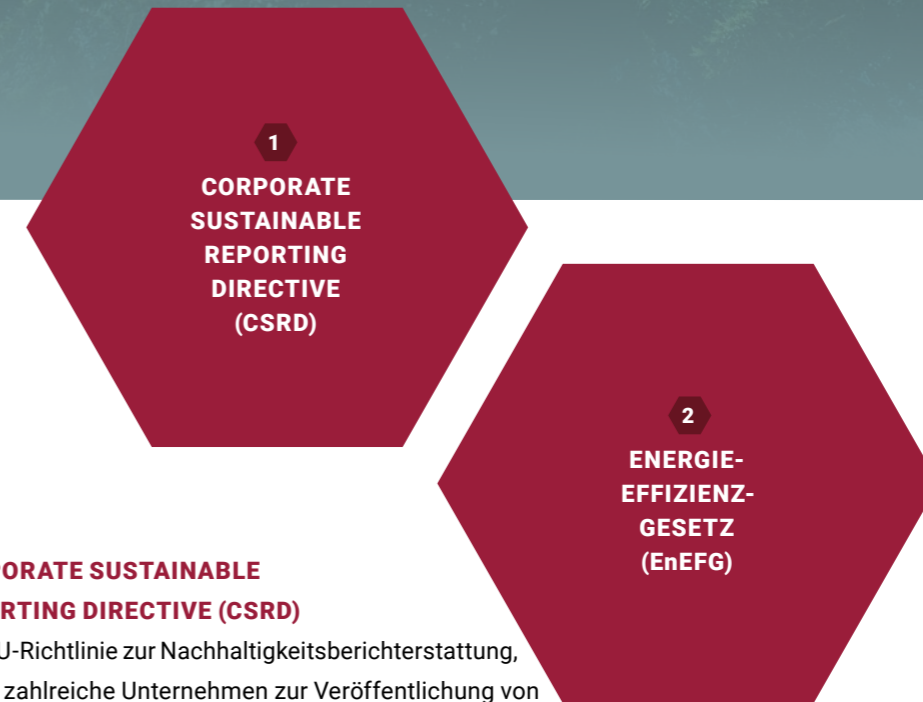 1
CORPORATE
SUSTAINABLE
REPORTING
DIRECTIVE
(CSRD)
2
ENERGIE-
EFFIZIENZ-
GESETZ
(EnEFG)
PORATE SUSTAINABLE
RTING DIRECTIVE (CSRD)
U-Richtlinie zur Nachhaltigkeitsberichterstattung,
zahlreiche Unternehmen zur Veröffentlichung von